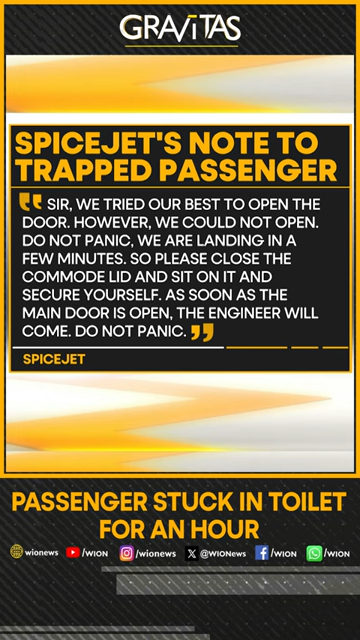 GRAVITAS
SPICEJET'S NOTE TO
TRAPPED PASSENGER
“ SIR, WE TRIED OUR BEST TO OPEN THE
DOOR. HOWEVER, WE COULD NOT OPEN.
DO NOT PANIC, WE ARE LANDING IN A
FEW MINUTES. SO PLEASE CLOSE THE
COMMODE LID AND SIT ON IT AND
SECURE YOURSELF. AS SOON AS THE
MAIN DOOR IS OPEN, THE ENGINEER WILL
COME. DO NOT PANIC. ”
SPICEJET
PASSENGER STUCK IN TOILET
FOR AN HOUR
wionews /WION /wionews @WIONews /WION /WION